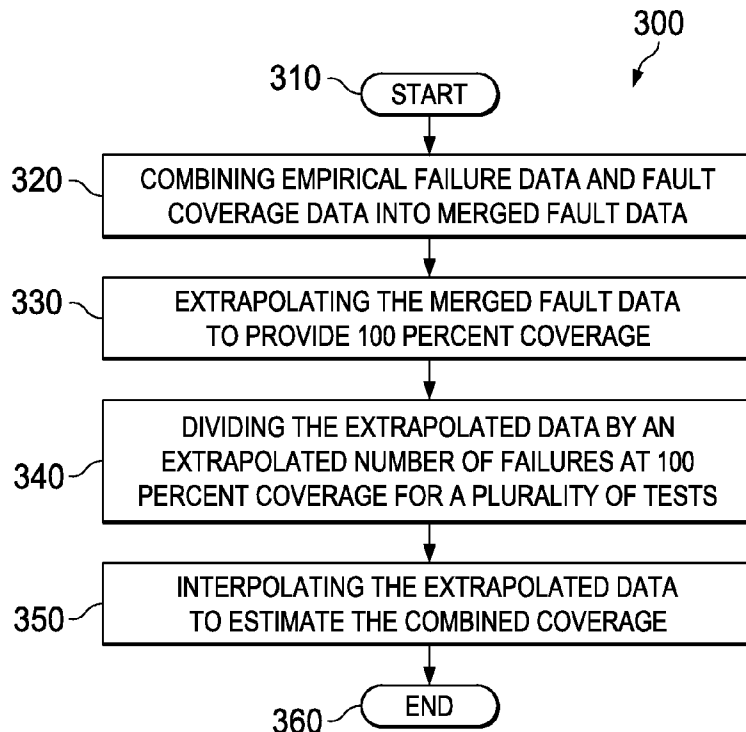 300
310
START
320
COMBINING EMPIRICAL FAILURE DATA AND FAULT
COVERAGE DATA INTO MERGED FAULT DATA
330
EXTRAPOLATING THE MERGED FAULT DATA
TO PROVIDE 100 PERCENT COVERAGE
340
DIVIDING THE EXTRAPOLATED DATA BY AN
EXTRAPOLATED NUMBER OF FAILURES AT 100
PERCENT COVERAGE FOR A PLURALITY OF TESTS
350
INTERPOLATING THE EXTRAPOLATED DATA
TO ESTIMATE THE COMBINED COVERAGE
360
END